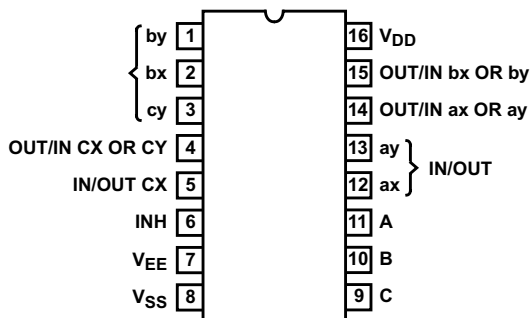 by 1 16 VDD
bx 2 15 OUT/IN bx OR by
cy 3 14 OUT/IN ax OR ay
OUT/IN CX OR CY 4 13 ay
IN/OUT
IN/OUT CX 5 12 ax
INH 6 11 A
VEE 7 10 B
VSS 8 9 C